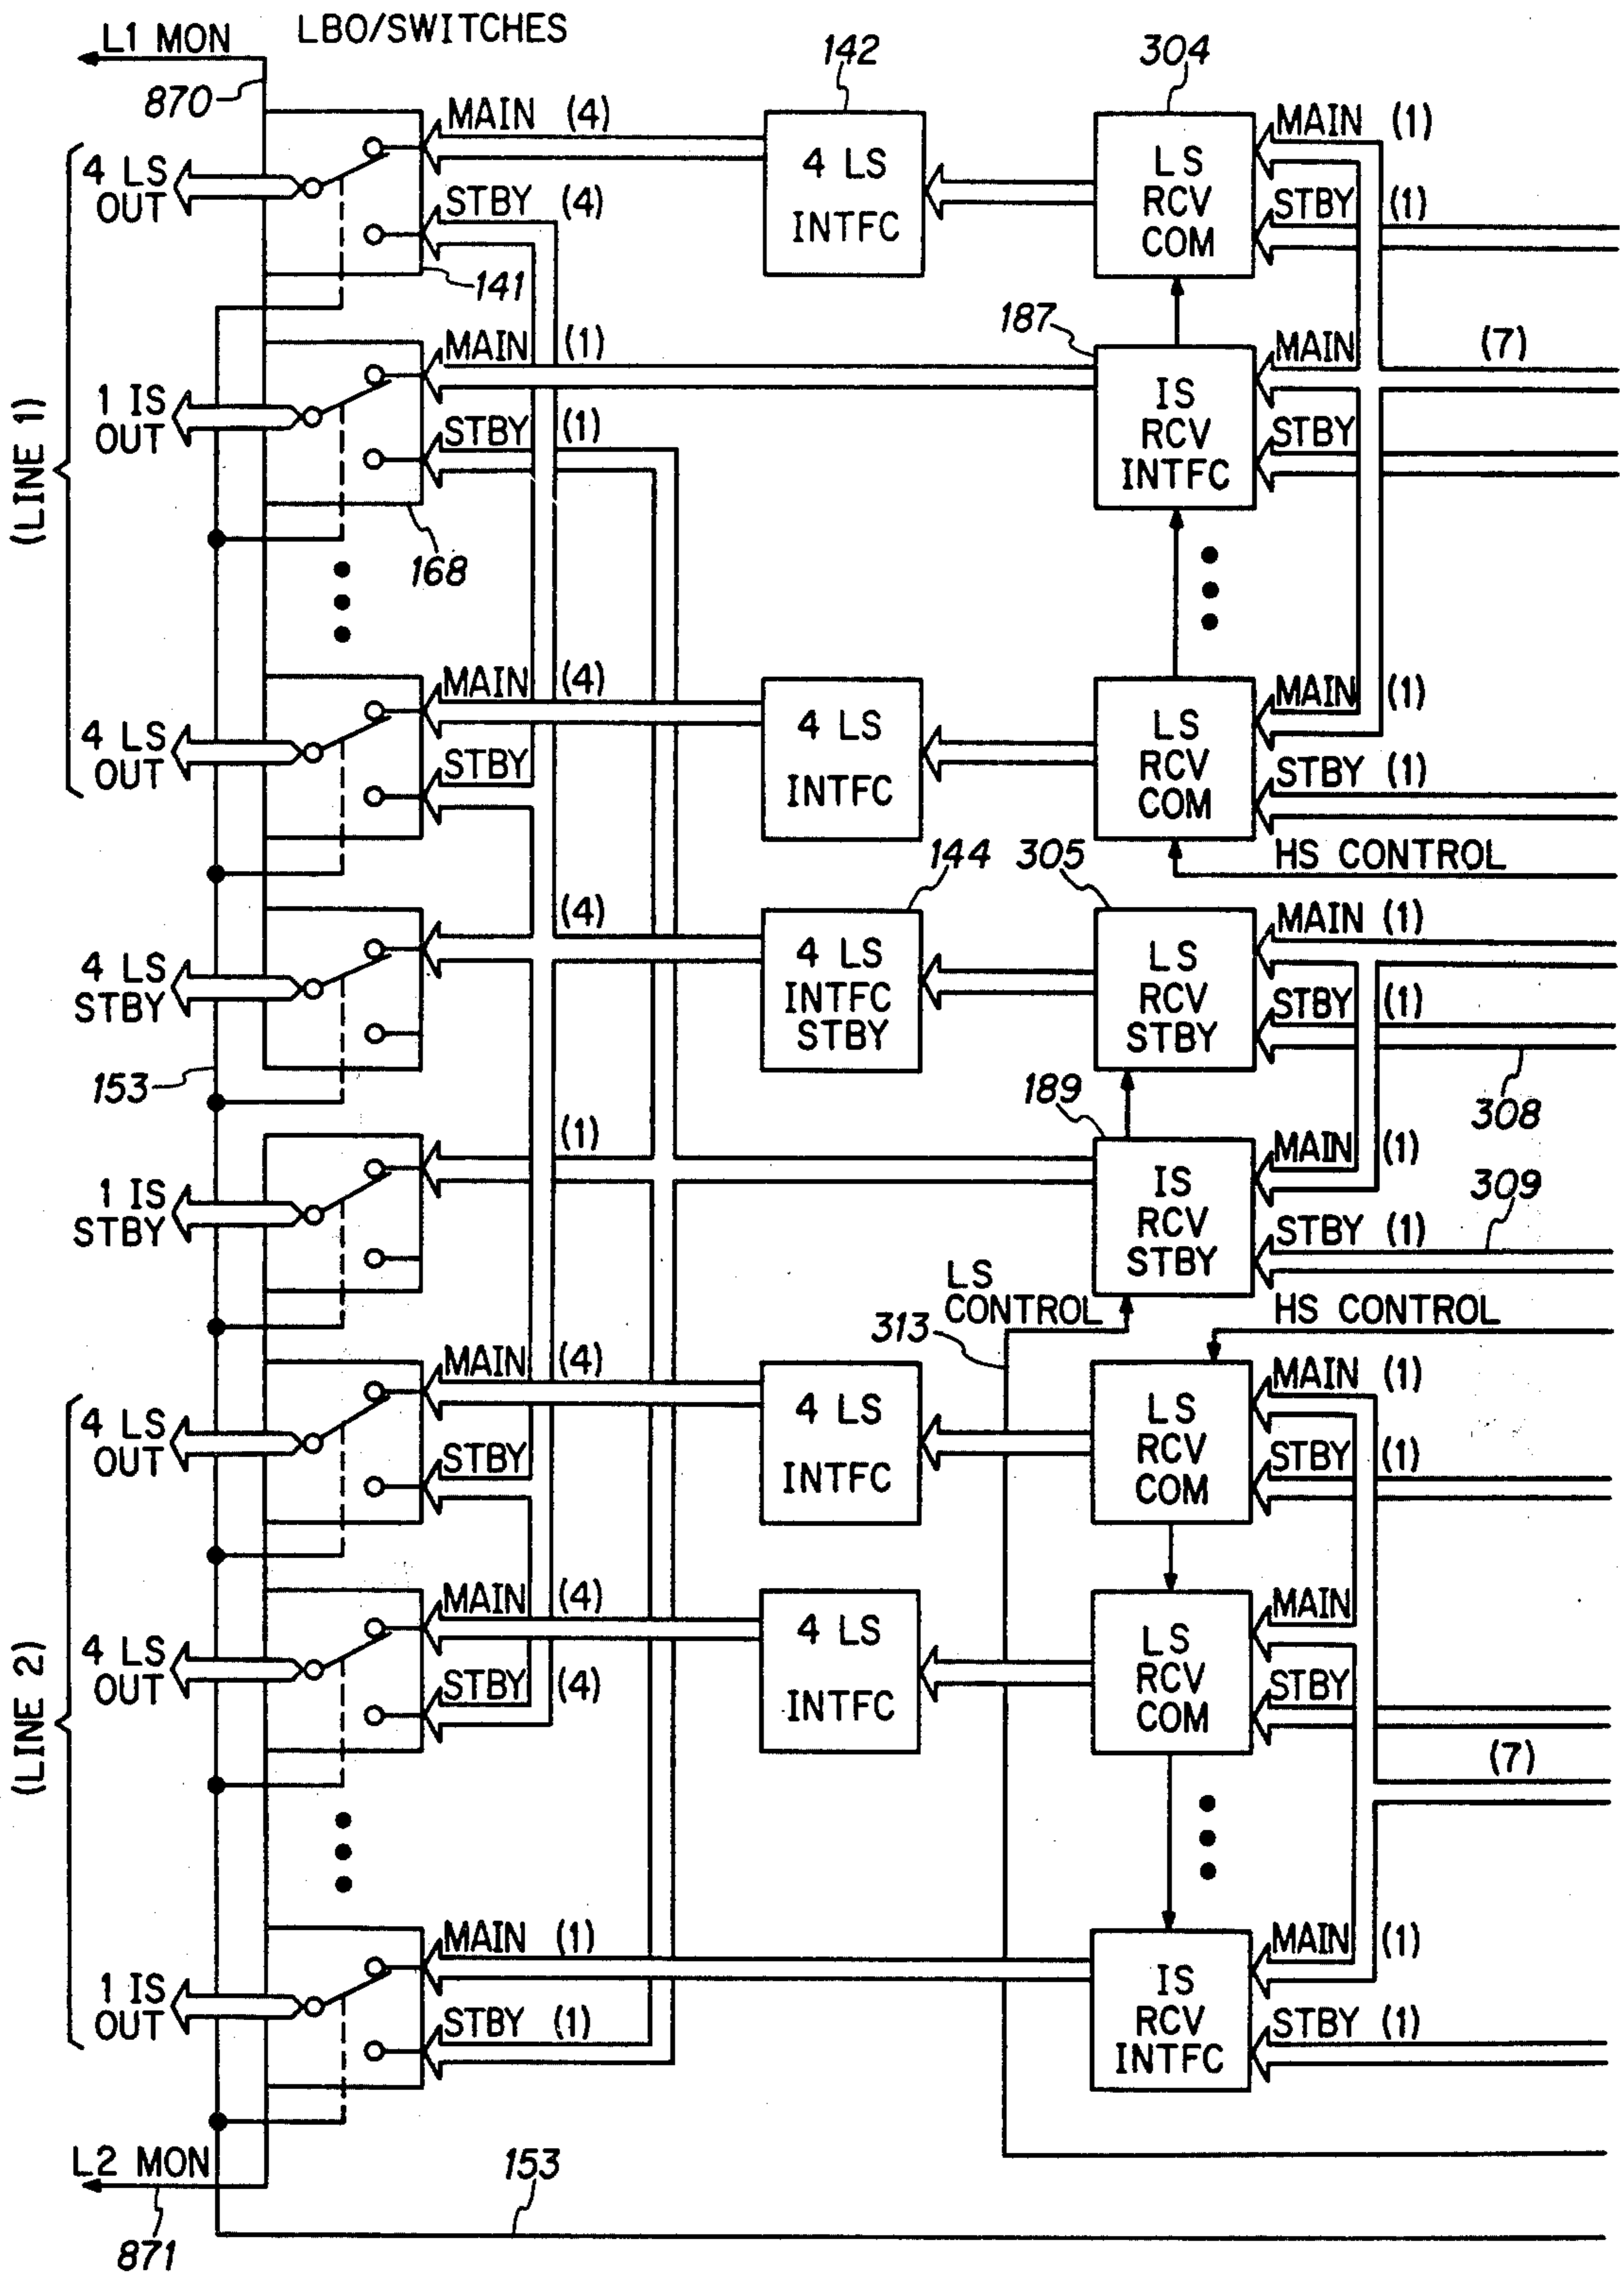 L1 MON
LBO/SWITCHES
142
304
870
MAIN (4)
4 LS
OUT
STBY (4)
141
4 LS
INTFC
LS
RCV
COM
MAIN (1)
STBY (1)
187
(LINE 1)
1 IS
OUT
MAIN (1)
STBY (1)
168
IS
RCV
INTFC
MAIN
(7)
STBY
4 LS
OUT
MAIN (4)
STBY
4 LS
INTFC
LS
RCV
COM
MAIN (1)
STBY (1)
HS CONTROL
144
305
4 LS
STBY
(4)
4 LS
INTFC
STBY
LS
RCV
STBY
MAIN (1)
STBY (1)
308
153
189
1 IS
STBY
(1)
IS
RCV
STBY
MAIN (1)
STBY (1)
309
LS
CONTROL
313
HS CONTROL
4 LS
OUT
MAIN (4)
STBY
4 LS
INTFC
LS
RCV
COM
MAIN (1)
STBY (1)
(LINE 2)
4 LS
OUT
MAIN (4)
STBY (4)
4 LS
INTFC
LS
RCV
COM
MAIN
STBY
(7)
1 IS
OUT
MAIN (1)
STBY (1)
IS
RCV
INTFC
MAIN (1)
STBY (1)
L2 MON
871
153